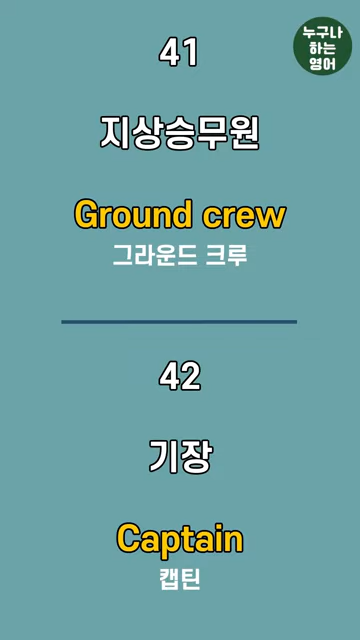 41
누구나
하는
영어
지상승무원
Ground crew
그라운드 크루
42
기장
Captain
캡틴